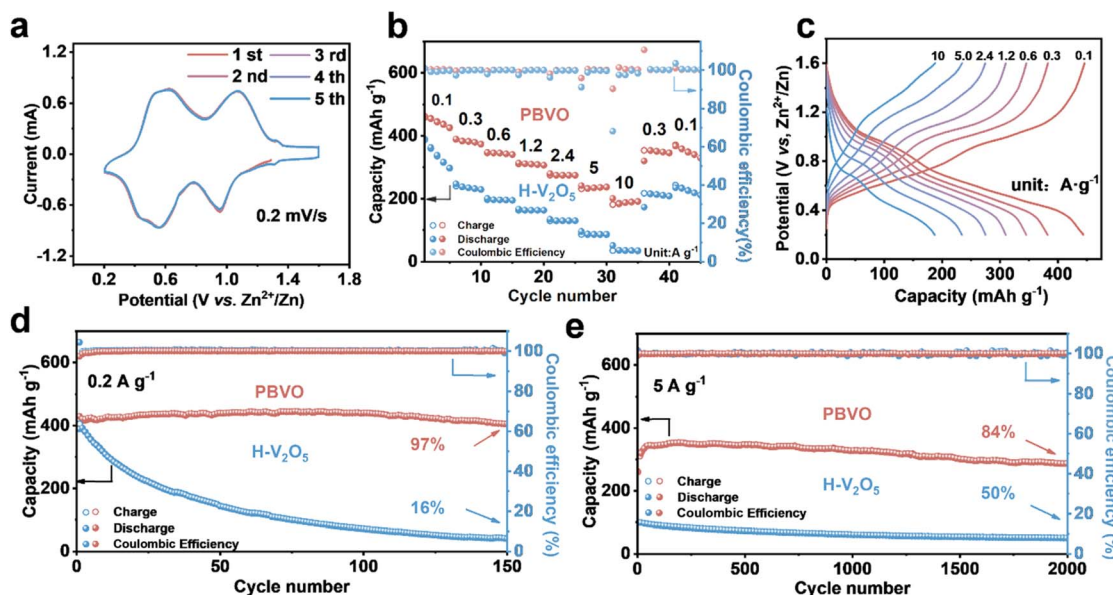 a
Current (mA)
1.2
0.6
0.0
-0.6
-1.2
1 st
2 nd
3 rd
4 th
5 th
0.2 mV/s
0.2
0.6
1.0
1.4
1.8
Potential (V vs. Zn²⁺/Zn)
b
Capacity (mAh g⁻¹)
600
400
200
0
0.1
0.3
0.6
1.2
2.4
5
10
0.3
0.1
PBVO
H-V₂O₅
Charge
Discharge
Coulombic Efficiency
Unit:A g⁻¹
0
10
20
30
40
Cycle number
100
80
60
40
20
0
Coulombic efficiency(%)
c
Potential (V vs, Zn²⁺/Zn)
1.6
1.2
0.8
0.4
0.0
10
5.0
2.4
1.2
0.6
0.3
0.1
unit: A·g⁻¹
0
100
200
300
400
500
Capacity (mAh g⁻¹)
d
Capacity (mAh g⁻¹)
600
400
200
0
0.2 A g⁻¹
PBVO
97%
H-V₂O₅
16%
Charge
Discharge
Coulombic Efficiency
0
50
100
150
Cycle number
100
80
60
40
20
0
Coulombic efficiency (%)
e
Capacity (mAh g⁻¹)
600
400
300
0
5 A g⁻¹
PBVO
84%
H-V₂O₅
50%
Charge
Discharge
Coulombic Efficiency
0
500
1000
1500
2000
Cycle number
100
80
60
40
20
0
Coulombic efficiency (%)